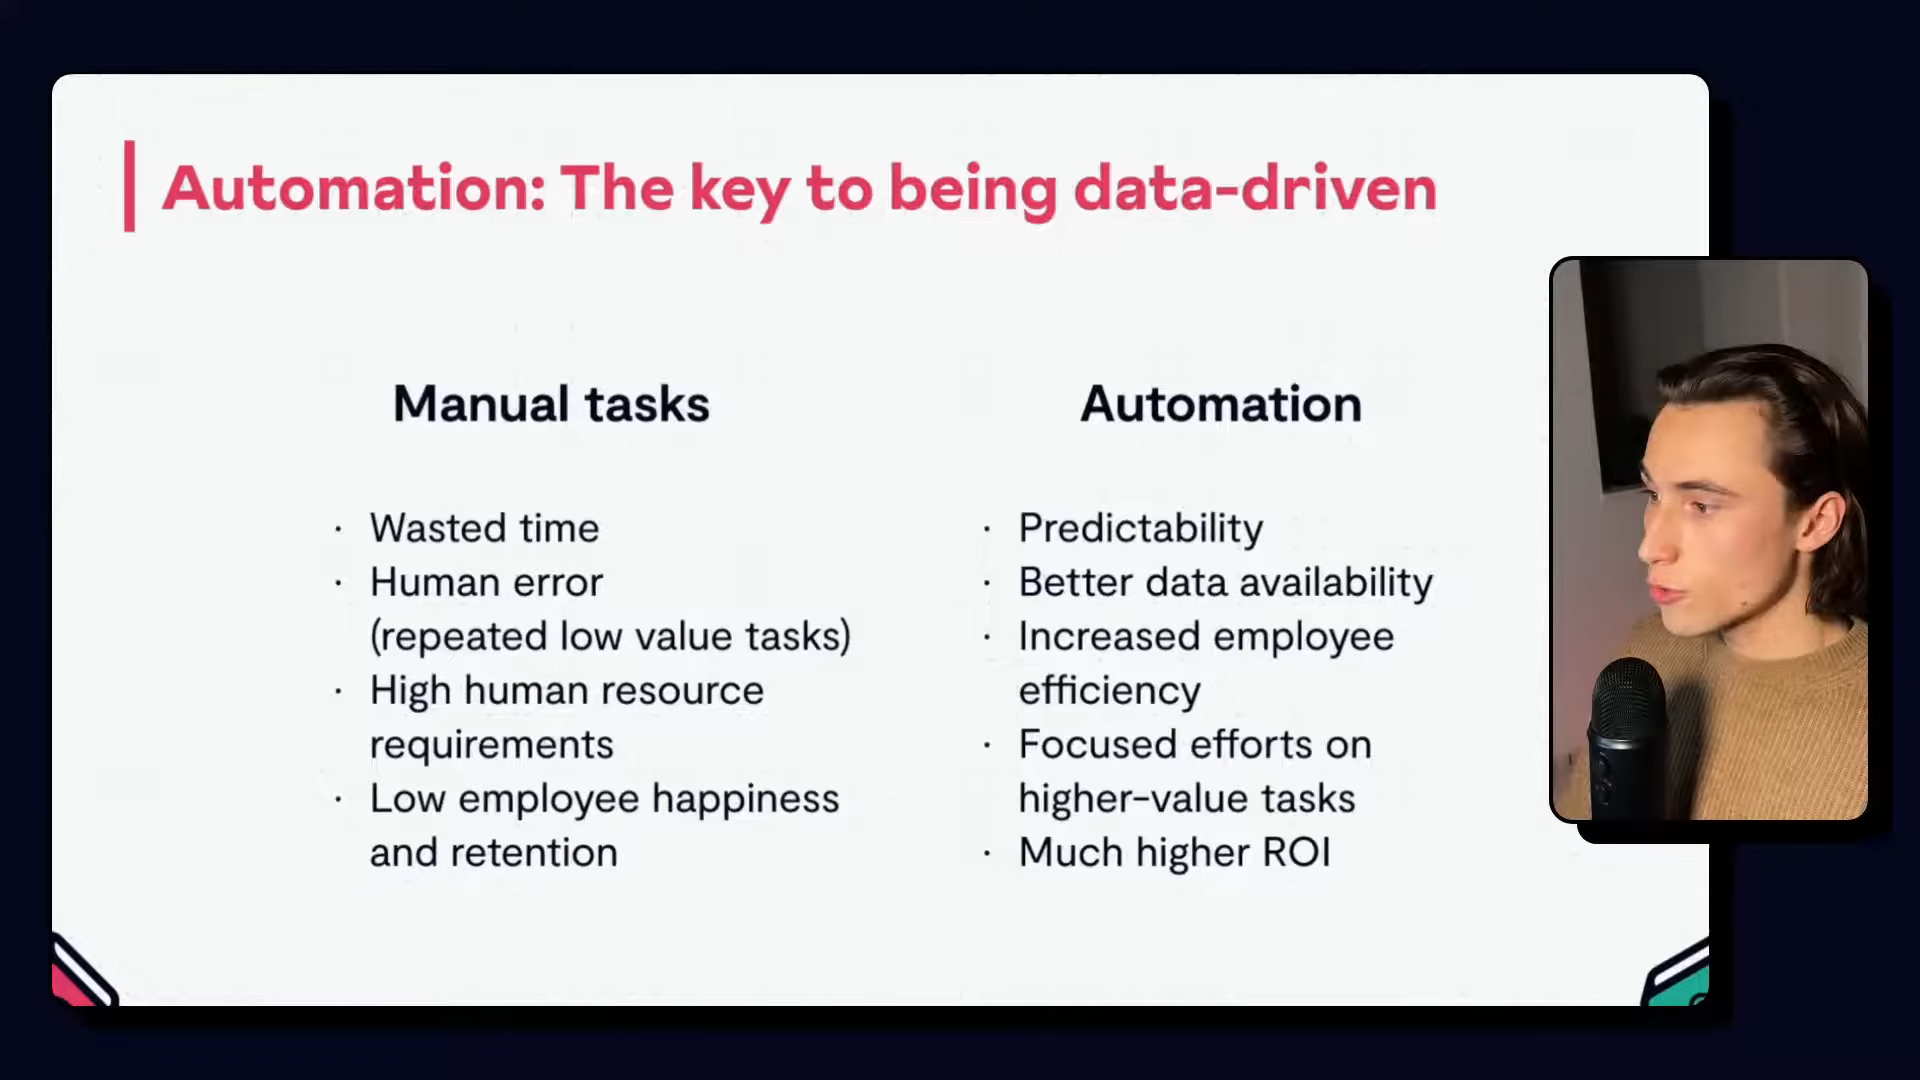 Automation: The key to being data-driven
Manual tasks
· Wasted time
· Human error
(repeated low value tasks)
· High human resource
requirements
· Low employee happiness
and retention
Automation
· Predictability
· Better data availability
· Increased employee
efficiency
· Focused efforts on
higher-value tasks
· Much higher ROI